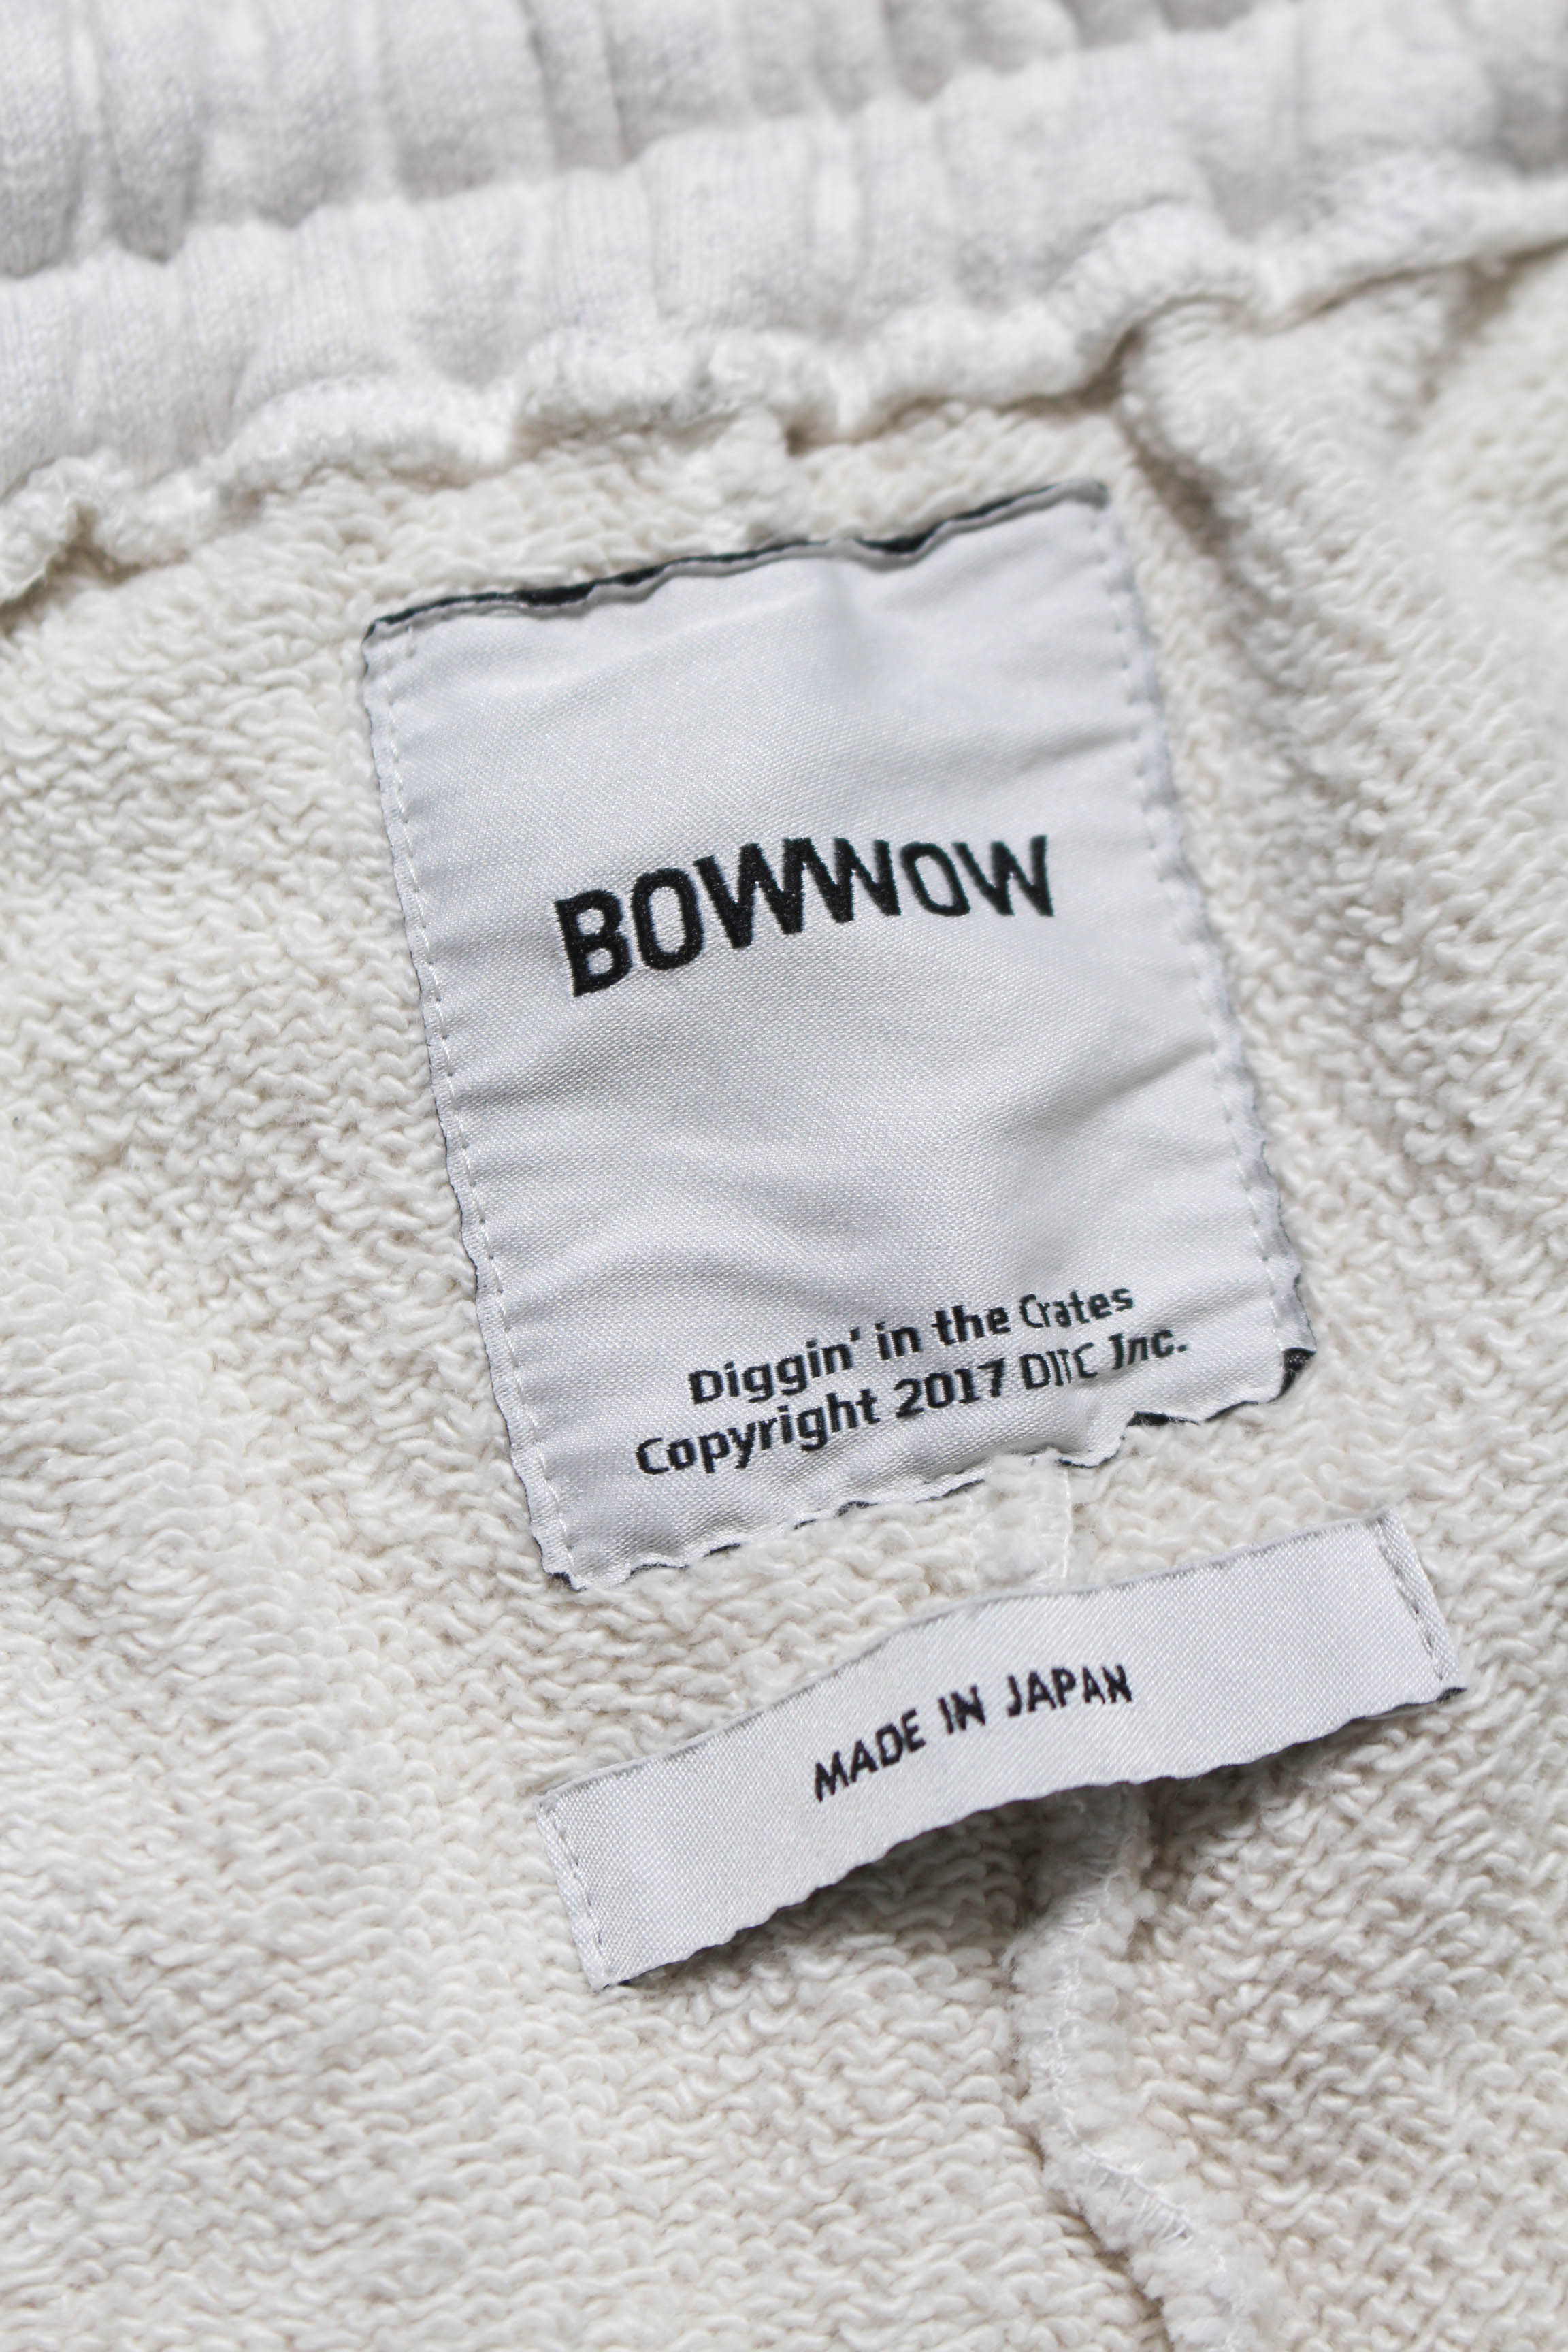 BOWWOW
Diggin' in the Crates
Copyright 2017 DITC Inc.
MADE IN JAPAN